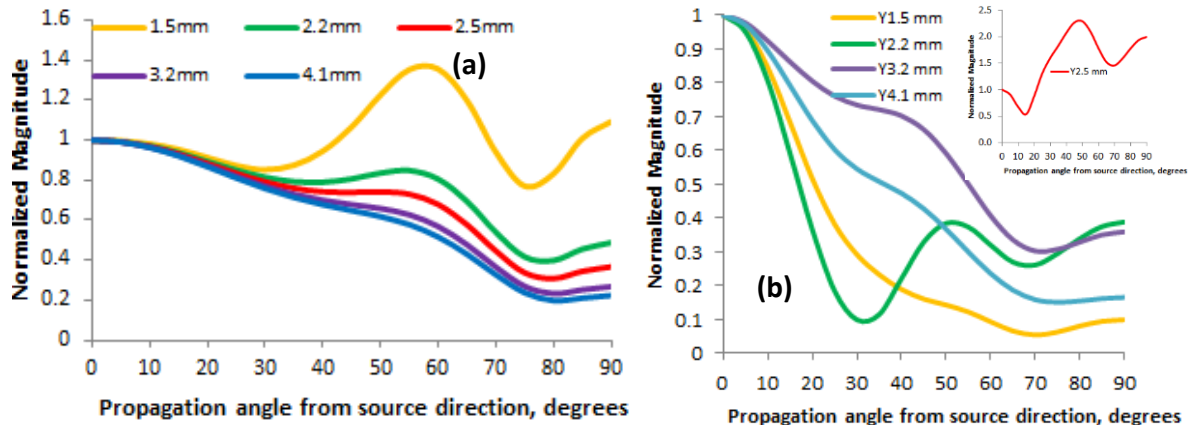 1.5mm 2.2mm 2.5mm
3.2mm 4.1mm
(a)
Normalized Magnitude
1.6
1.4
1.2
1
0.8
0.6
0.4
0.2
0
0 10 20 30 40 50 60 70 80 90
Propagation angle from source direction, degrees
Y1.5 mm
Y2.2 mm
Y3.2 mm
Y4.1 mm
(b)
Normalized Magnitude
1
0.9
0.8
0.7
0.6
0.5
0.4
0.3
0.2
0.1
0
0 10 20 30 40 50 60 70 80 90
Propagation angle from source direction, degrees
Normalized Magnitude
2.5
2.0
1.5
1.0
0.5
0.0
Y2.5 mm
0 10 20 30 40 50 60 70 80 90
Propagation angle from source direction, degrees